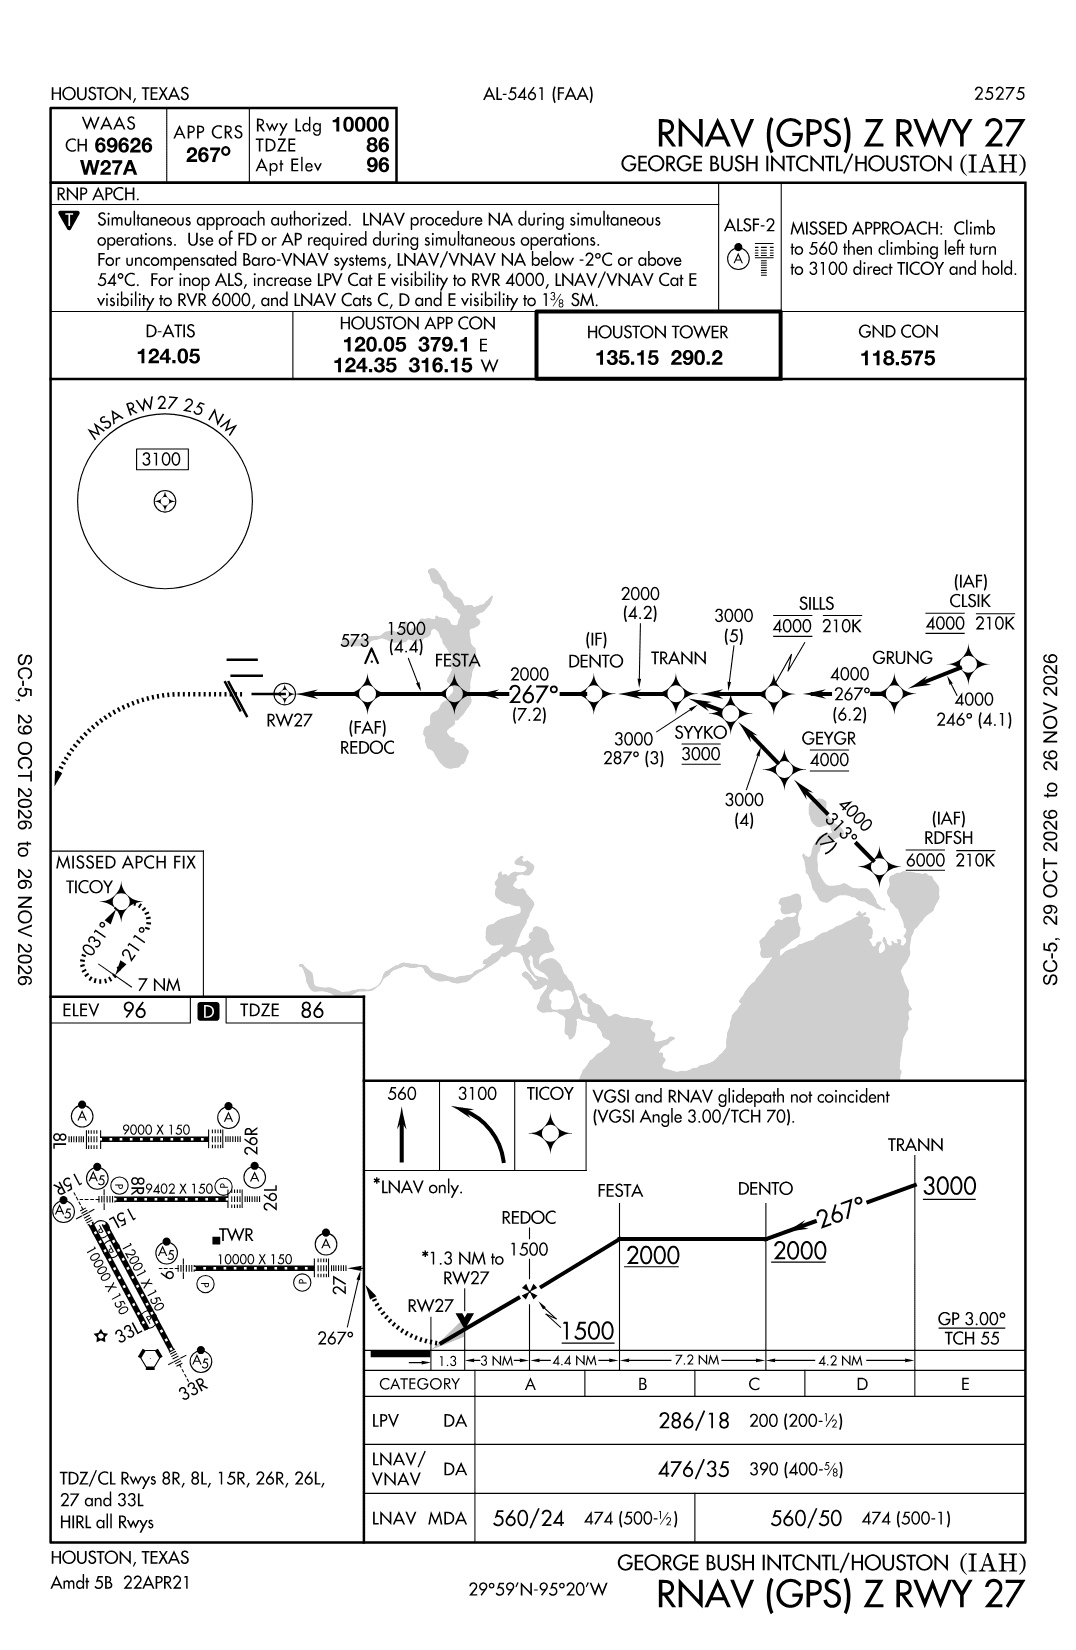 HOUSTON, TEXAS
AL-5461 (FAA)
25275
WAAS
CH 69626
W27A
APP CRS
267°
Rwy Ldg 10000
TDZE 86
Apt Elev 96
RNAV (GPS) Z RWY 27
GEORGE BUSH INTCNTL/HOUSTON (IAH)
RNP APCH.
T
Simultaneous approach authorized. LNAV procedure NA during simultaneous
operations. Use of FD or AP required during simultaneous operations.
For uncompensated Baro-VNAV systems, LNAV/VNAV NA below -2°C or above
54°C. For inop ALS, increase LPV Cat E visibility to RVR 4000, LNAV/VNAV Cat E
visibility to RVR 6000, and LNAV Cats C, D and E visibility to 1⅜ SM.
ALSF-2
A
MISSED APPROACH: Climb
to 560 then climbing left turn
to 3100 direct TICOY and hold.
D-ATIS
124.05
HOUSTON APP CON
120.05 379.1 E
124.35 316.15 W
HOUSTON TOWER
135.15 290.2
GND CON
118.575
MSA RW27 25 NM
3100
(IAF)
CLSIK
4000 210K
SILLS
4000 210K
2000
(4.2)
3000
(5)
573
1500
(4.4)
FESTA
(IF)
DENTO
TRANN
GRUNG
2000
267°
(7.2)
4000
267°
(6.2)
4000
246° (4.1)
RW27
(FAF)
REDOC
3000
287° (3)
SYYKO
3000
GEYGR
4000
3000
(4)
4000
313°
(7)
(IAF)
RDFSH
6000 210K
MISSED APCH FIX
TICOY
031°
211°
7 NM
SC-5, 29 OCT 2026 to 26 NOV 2026
SC-5, 29 OCT 2026 to 26 NOV 2026
ELEV 96
D
TDZE 86
A
A
8L
9000 X 150
26R
15R
A5
A5
P
8R
9402 X 150
P
A
26L
15L
TWR
10000 X 150
12001 X 150
A5
9
P
10000 X 150
P
A
27
267°
33L
A5
33R
TDZ/CL Rwys 8R, 8L, 15R, 26R, 26L,
27 and 33L
HIRL all Rwys
560
3100
TICOY
VGSI and RNAV glidepath not coincident
(VGSI Angle 3.00/TCH 70).
*LNAV only.
TRANN
3000
267°
DENTO
2000
FESTA
2000
REDOC
1500
1500
*1.3 NM to
RW27
RW27
GP 3.00°
TCH 55
1.3
3 NM
4.4 NM
7.2 NM
4.2 NM
CATEGORY A B C D E
LPV DA 286/18 200 (200-½)
LNAV/
VNAV DA 476/35 390 (400-⅝)
LNAV MDA 560/24 474 (500-½) 560/50 474 (500-1)
HOUSTON, TEXAS
Amdt 5B 22APR21
29°59'N-95°20'W
GEORGE BUSH INTCNTL/HOUSTON (IAH)
RNAV (GPS) Z RWY 27